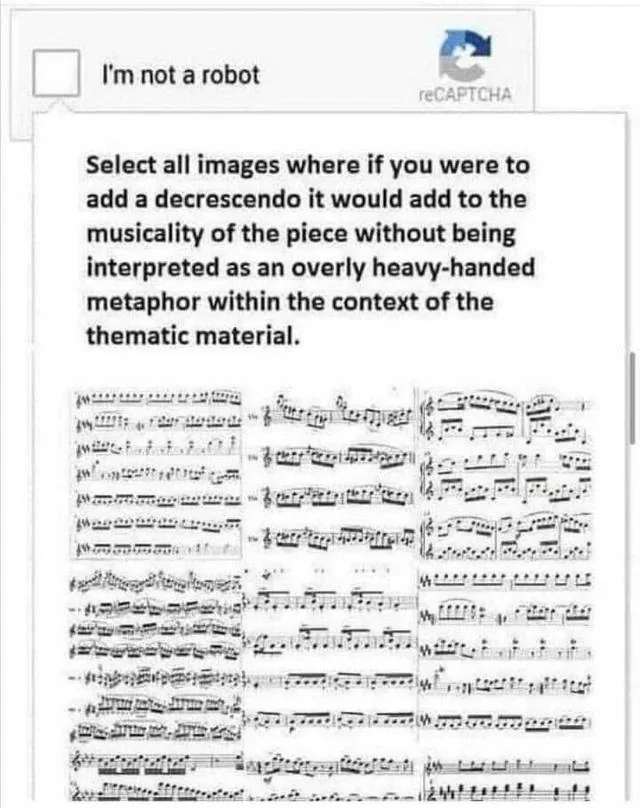 I'm not a robot
reCAPTCHA
Select all images where if you were to
add a decrescendo it would add to the
musicality of the piece without being
interpreted as an overly heavy-handed
metaphor within the context of the
thematic material.